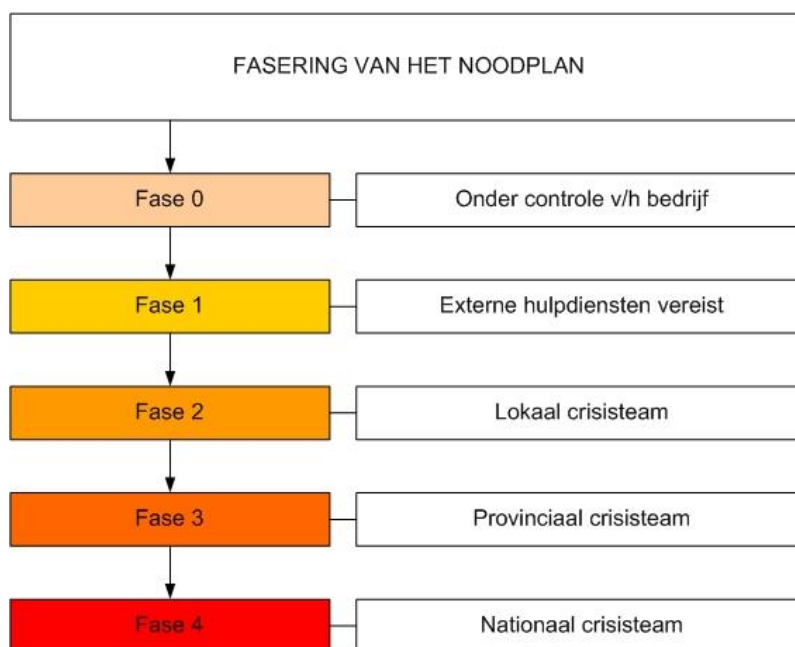 FASERING VAN HET NOODPLAN
Fase 0
Onder controle v/h bedrijf
Fase 1
Externe hulpdiensten vereist
Fase 2
Lokaal crisisteam
Fase 3
Provinciaal crisisteam
Fase 4
Nationaal crisisteam